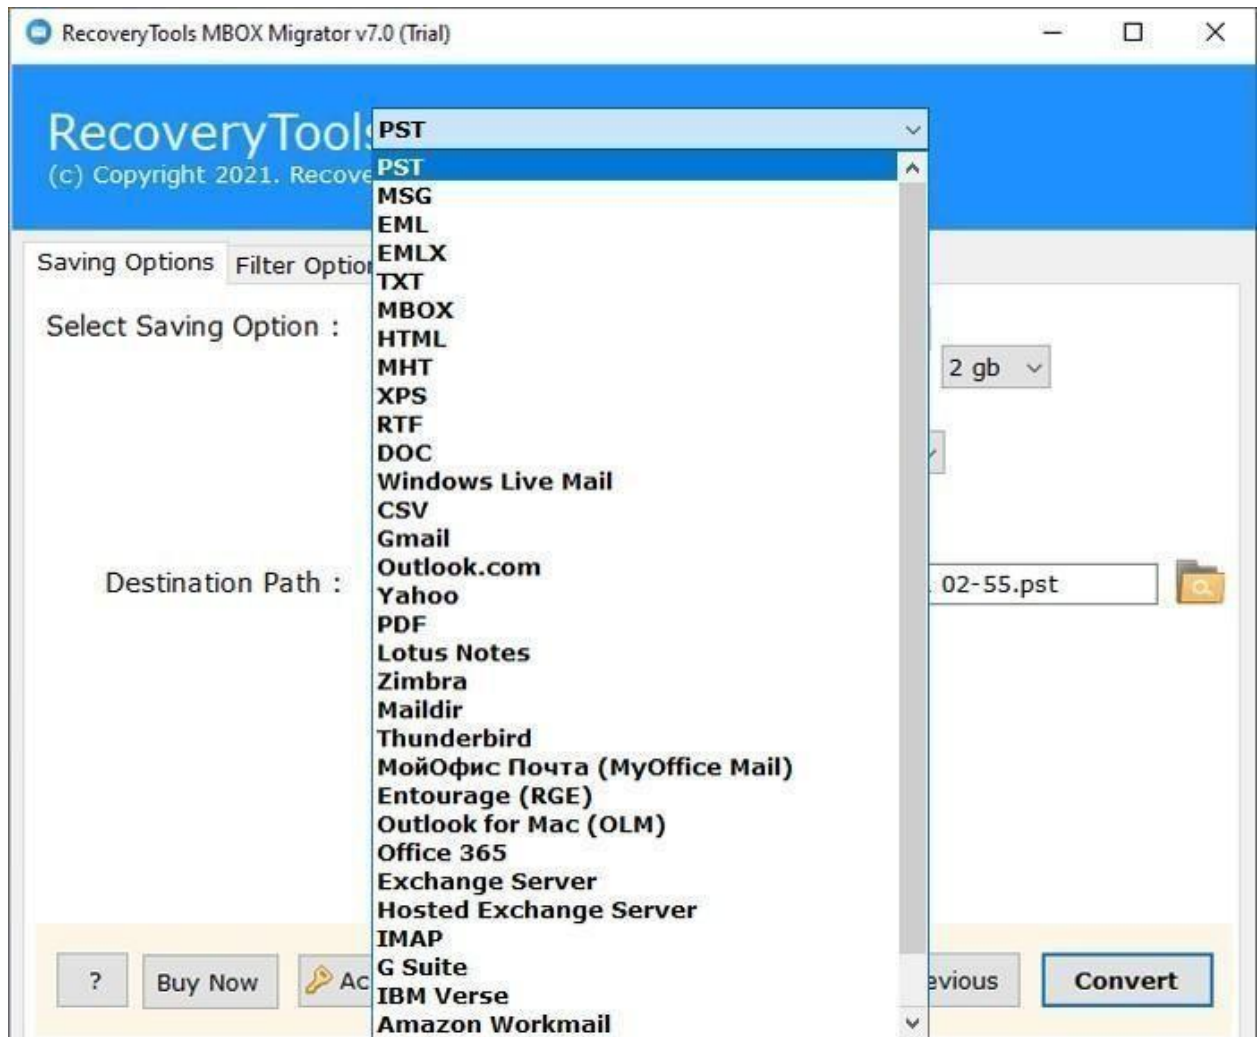 RecoveryTools MBOX Migrator v7.0 (Trial)
RecoveryTools
(c) Copyright 2021. Recove
PST
PST
MSG
EML
EMLX
TXT
MBOX
HTML
MHT
XPS
RTF
DOC
Windows Live Mail
CSV
Gmail
Outlook.com
Yahoo
PDF
Lotus Notes
Zimbra
Maildir
Thunderbird
МойОфис Почта (MyOffice Mail)
Entourage (RGE)
Outlook for Mac (OLM)
Office 365
Exchange Server
Hosted Exchange Server
IMAP
G Suite
IBM Verse
Amazon Workmail
Saving Options
Filter Option
Select Saving Option :
2 gb
Destination Path :
02-55.pst
?
Buy Now
Ac
evious
Convert